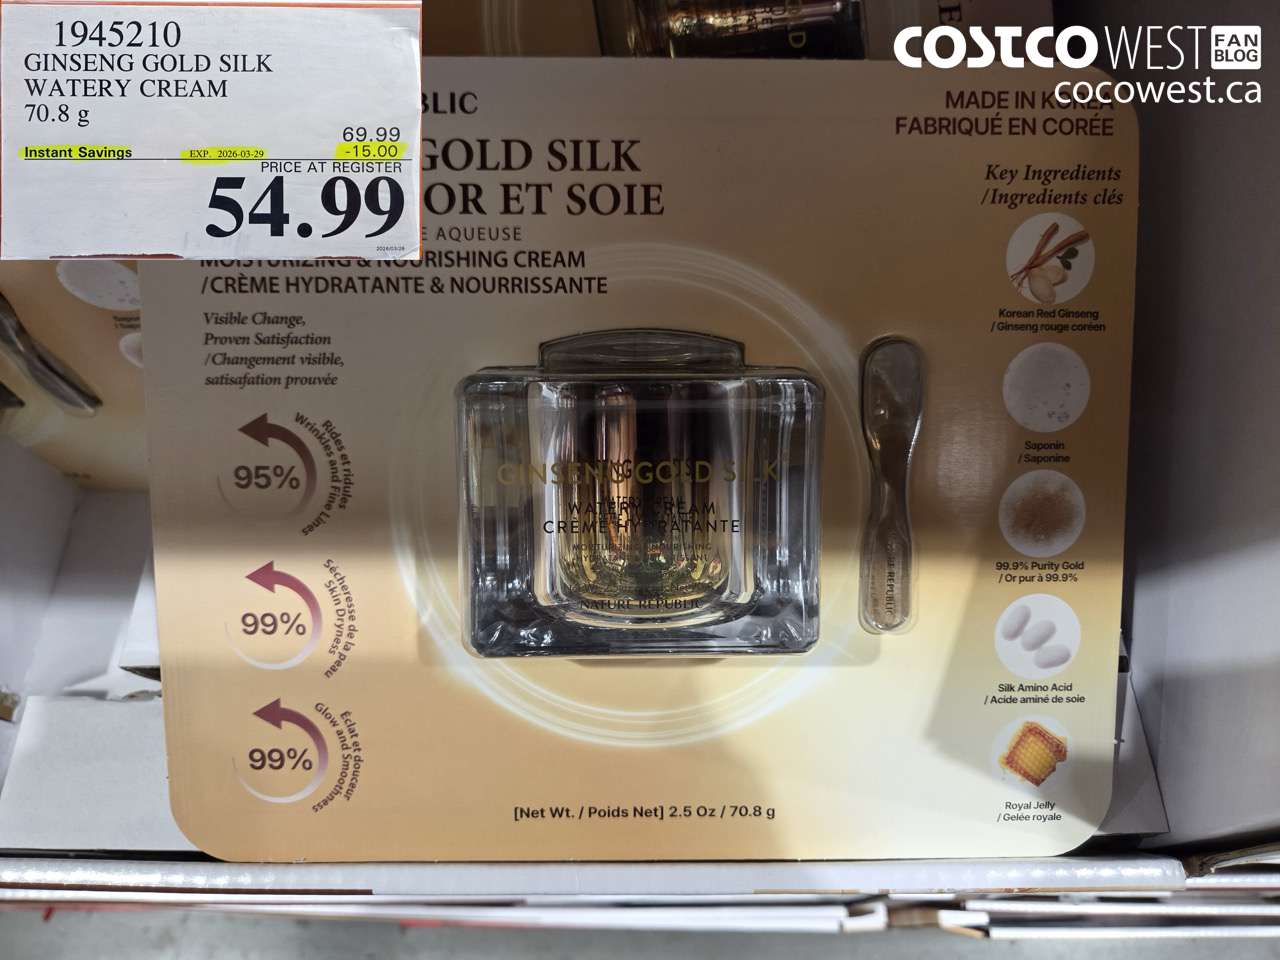 1945210
GINSENG GOLD SILK
WATERY CREAM
70.8 g
69.99
Instant Savings EXP. 2026-03-29 -15.00
PRICE AT REGISTER
54.99
COSTCO WEST FAN BLOG
cocowest.ca
BLIC
MADE IN KOREA
FABRIQUÉ EN CORÉE
GOLD SILK
OR ET SOIE
E AQUEUSE
MOISTURIZING & NOURISHING CREAM
/CRÈME HYDRATANTE & NOURRISSANTE
Visible Change,
Proven Satisfaction
/Changement visible,
satisafation prouvée
95%
Rides et ridules
Wrinkles and Fine Lines
99%
Sécheresse de la peau
Skin Dryness
99%
Éclat et douceur
Glow and Smoothness
GINSENG GOLD SILK
WATERY CREAM
CRÈME HYDRATANTE
NATURE REPUBLIC
[Net Wt. / Poids Net] 2.5 Oz / 70.8 g
Key Ingredients
/Ingredients clés
Korean Red Ginseng
/ Ginseng rouge coréen
Saponin
/ Saponine
99.9% Purity Gold
/ Or pur à 99.9%
Silk Amino Acid
/ Acide aminé de soie
Royal Jelly
/ Gelée royale